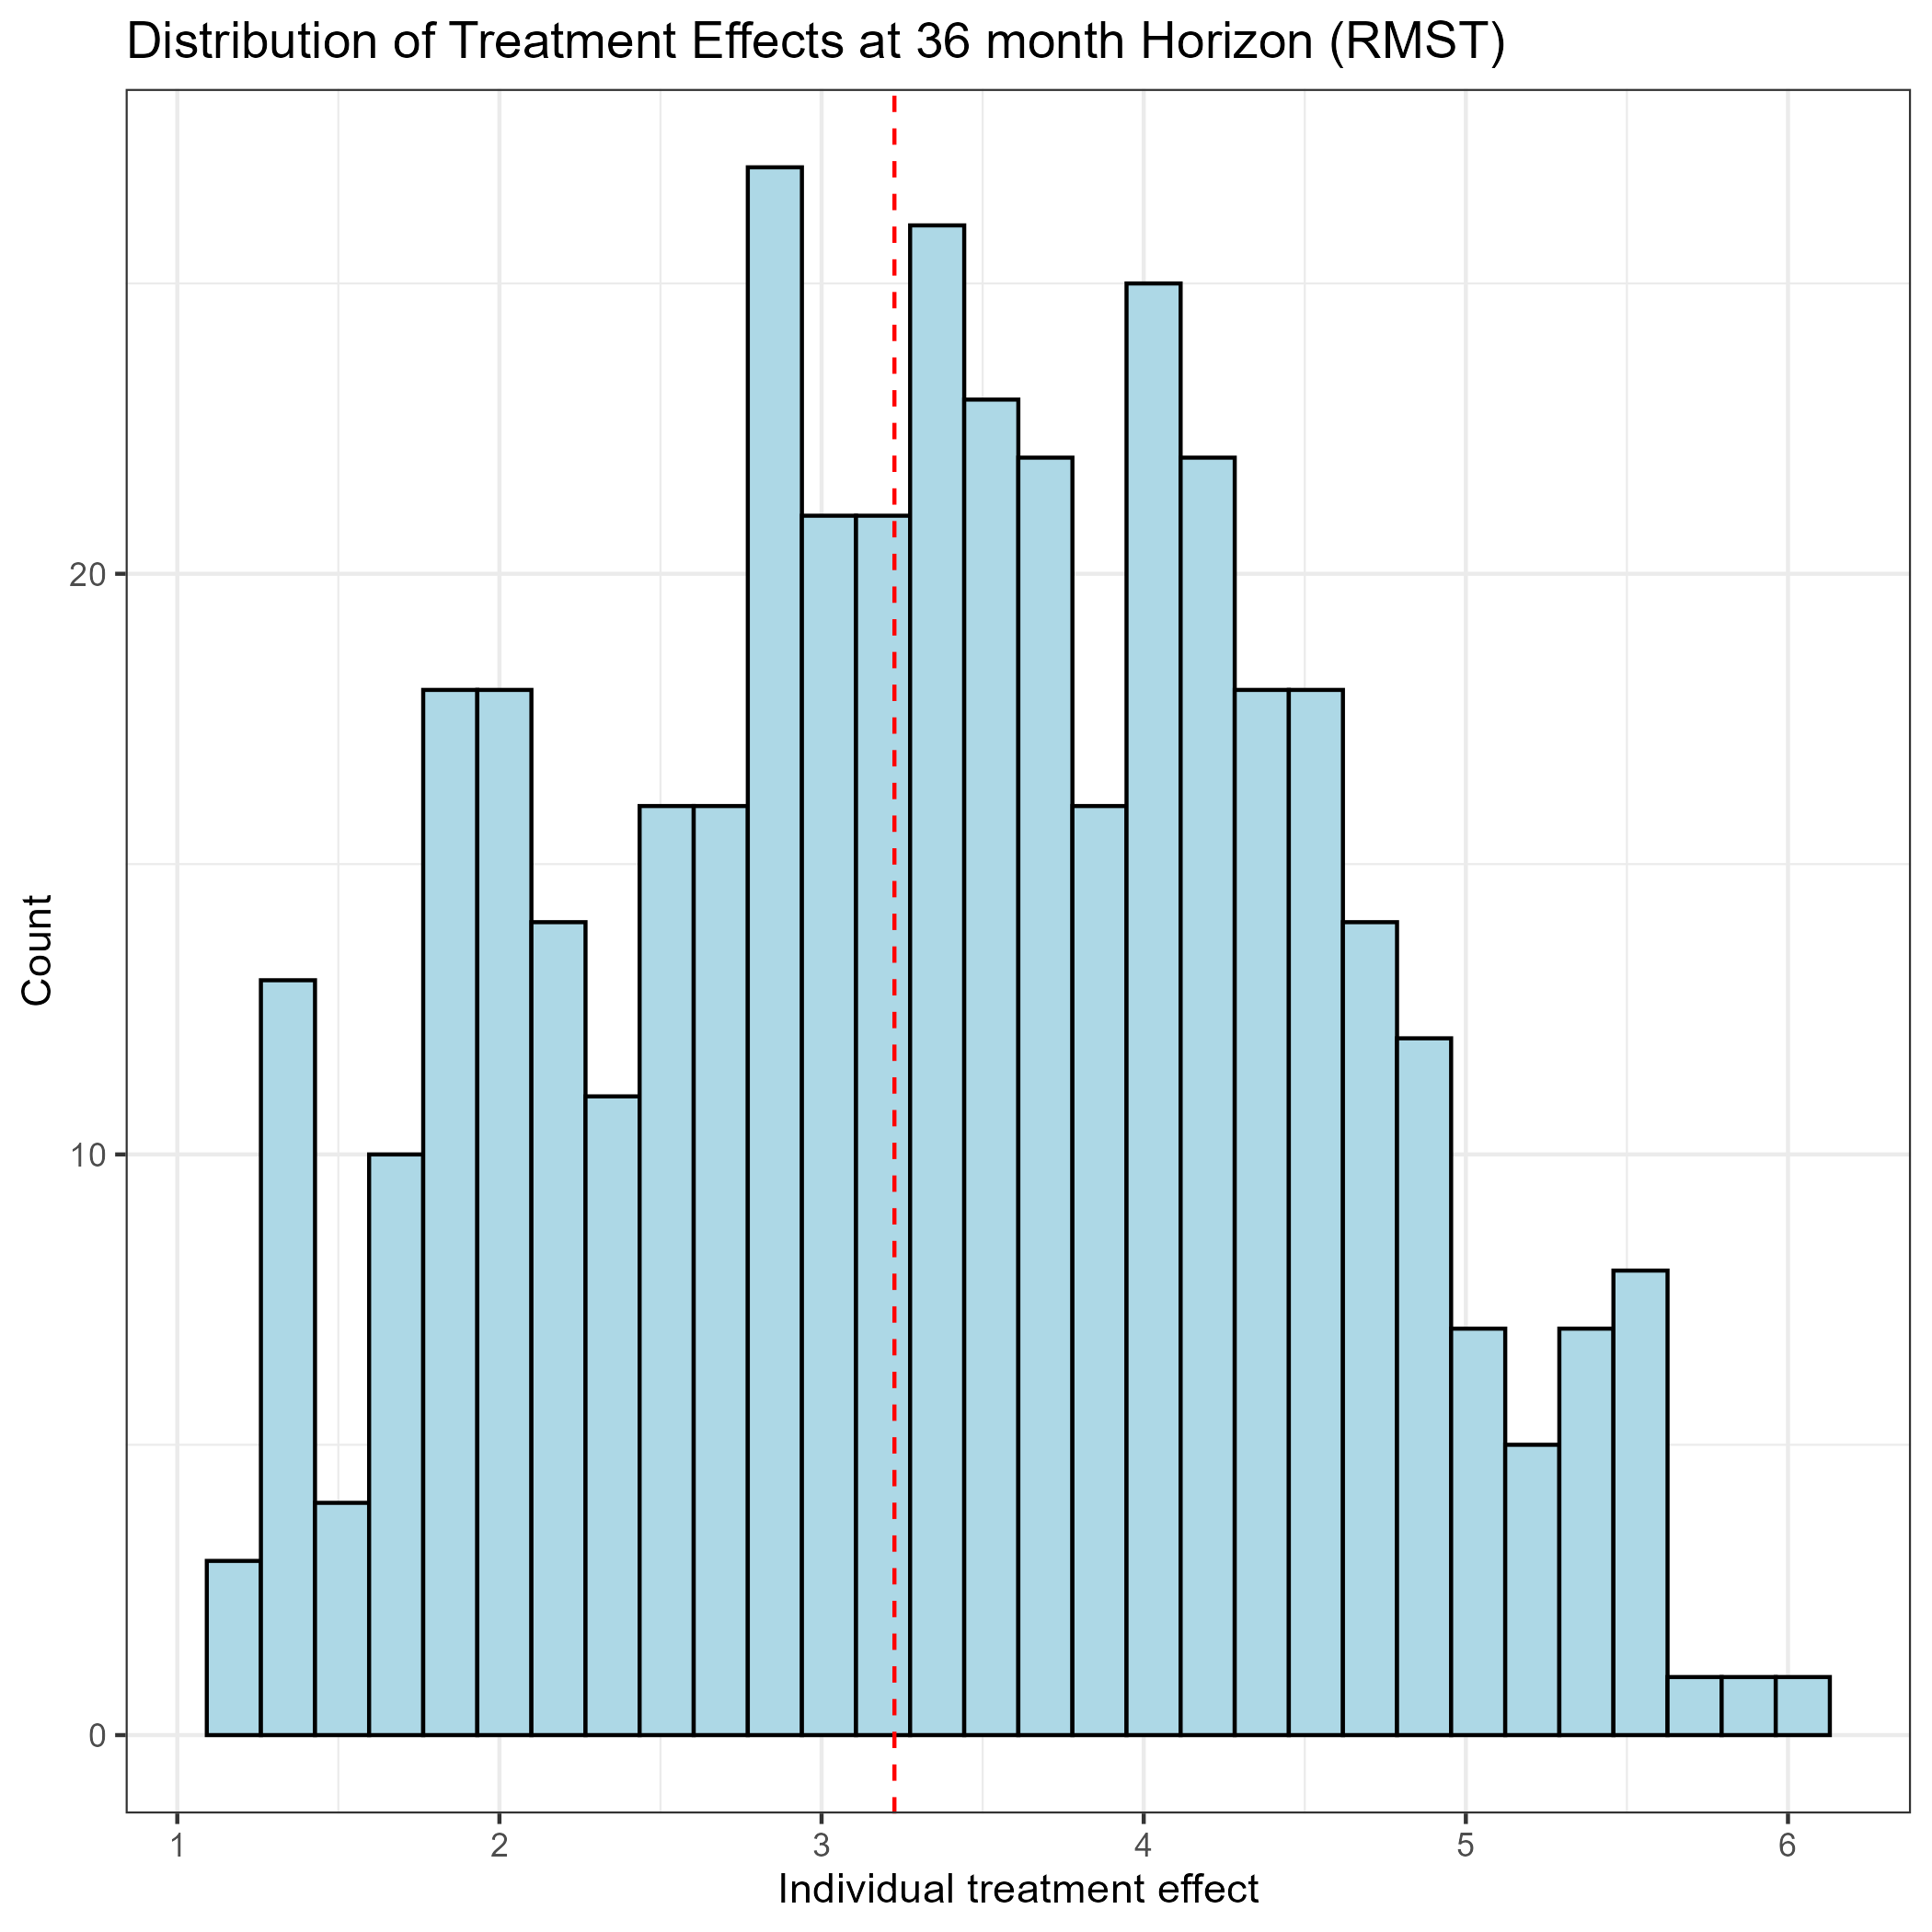 Distribution of Treatment Effects at 36 month Horizon (RMST)
Count
20
10
0
1 2 3 4 5 6
Individual treatment effect